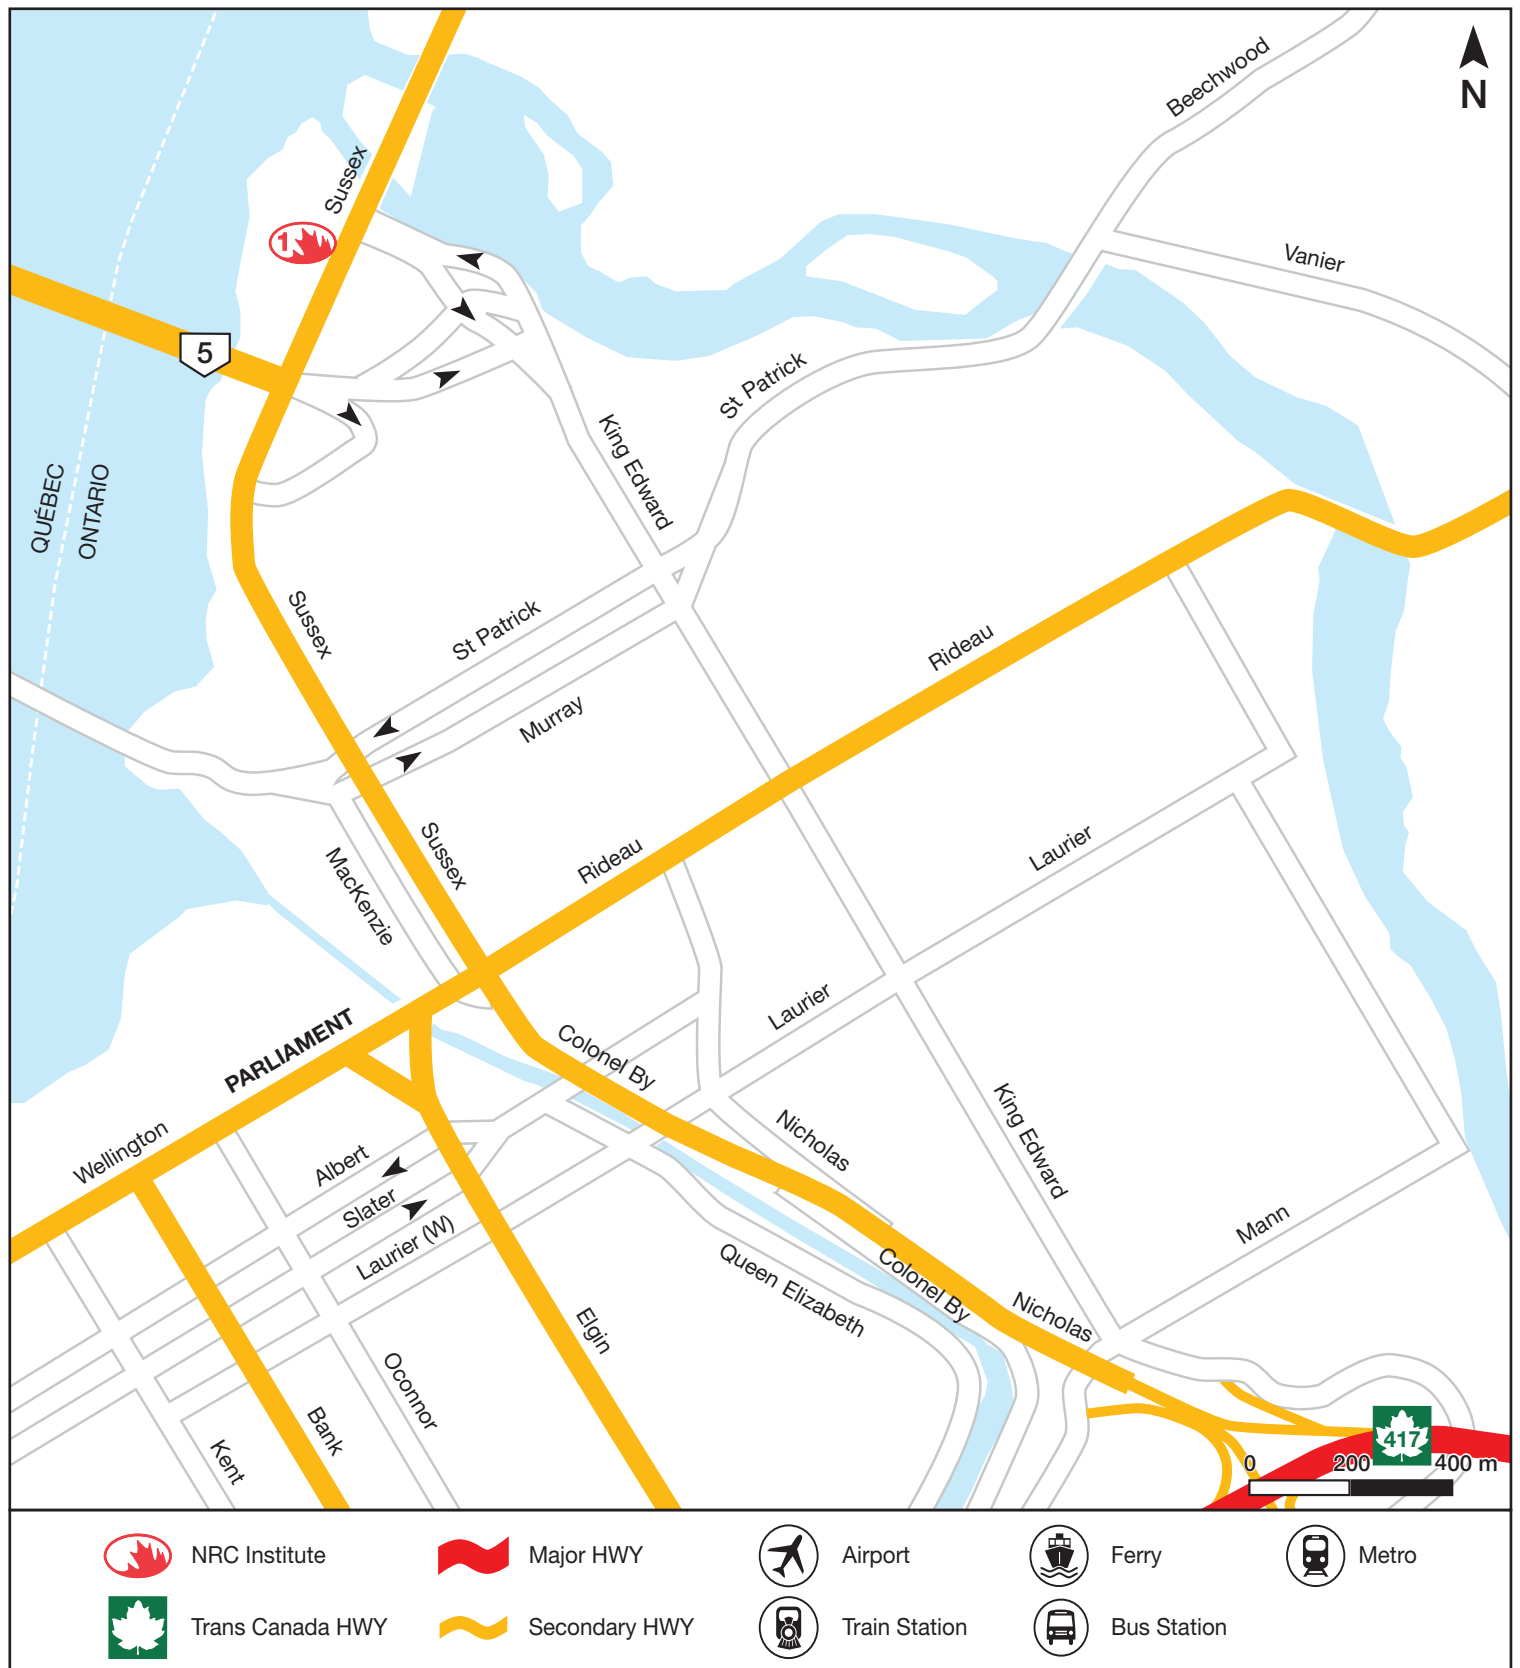 N
Beechwood
Sussex
1
Vanier
5
St Patrick
King Edward
QUÉBEC
ONTARIO
Sussex
St Patrick
Rideau
Murray
Sussex
Rideau
Laurier
MacKenzie
Laurier
PARLIAMENT
Colonel By
King Edward
Nicholas
Wellington
Albert
Slater
Laurier (W)
Mann
Queen Elizabeth
Colonel By
Nicholas
Elgin
Oconnor
Bank
Kent
417
0 200 400 m
NRC Institute
Major HWY
Airport
Ferry
Metro
Trans Canada HWY
Secondary HWY
Train Station
Bus Station